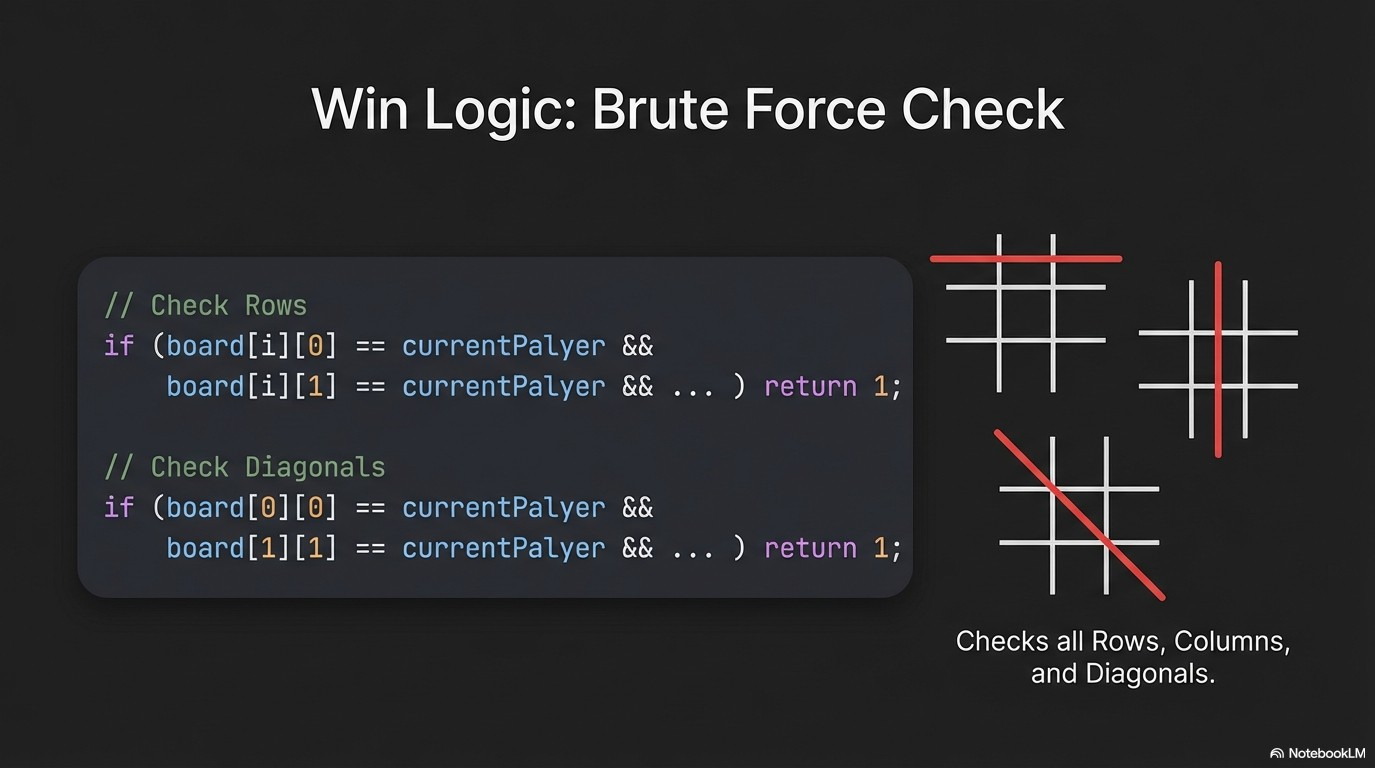 Win Logic: Brute Force Check
// Check Rows
if (board[i][0] == currentPalyer &&
    board[i][1] == currentPalyer && ... ) return 1;
// Check Diagonals
if (board[0][0] == currentPalyer &&
    board[1][1] == currentPalyer && ... ) return 1;
Checks all Rows, Columns,
and Diagonals.
NotebookLM